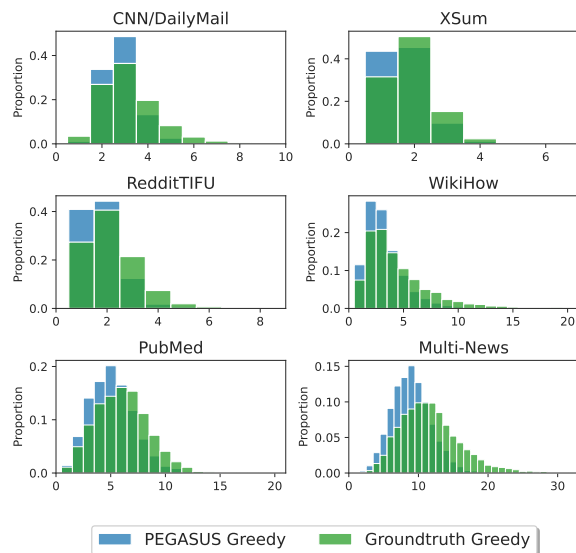 CNN/DailyMail
Proportion
0.4
0.2
0.0
0 2 4 6 8 10
XSum
Proportion
0.4
0.2
0.0
0 2 4 6
RedditTIFU
Proportion
0.4
0.2
0.0
0 2 4 6 8
WikiHow
Proportion
0.2
0.1
0.0
0 5 10 15 20
PubMed
Proportion
0.2
0.1
0.0
0 5 10 15 20
Multi-News
Proportion
0.15
0.10
0.05
0.00
0 10 20 30
PEGASUS Greedy Groundtruth Greedy